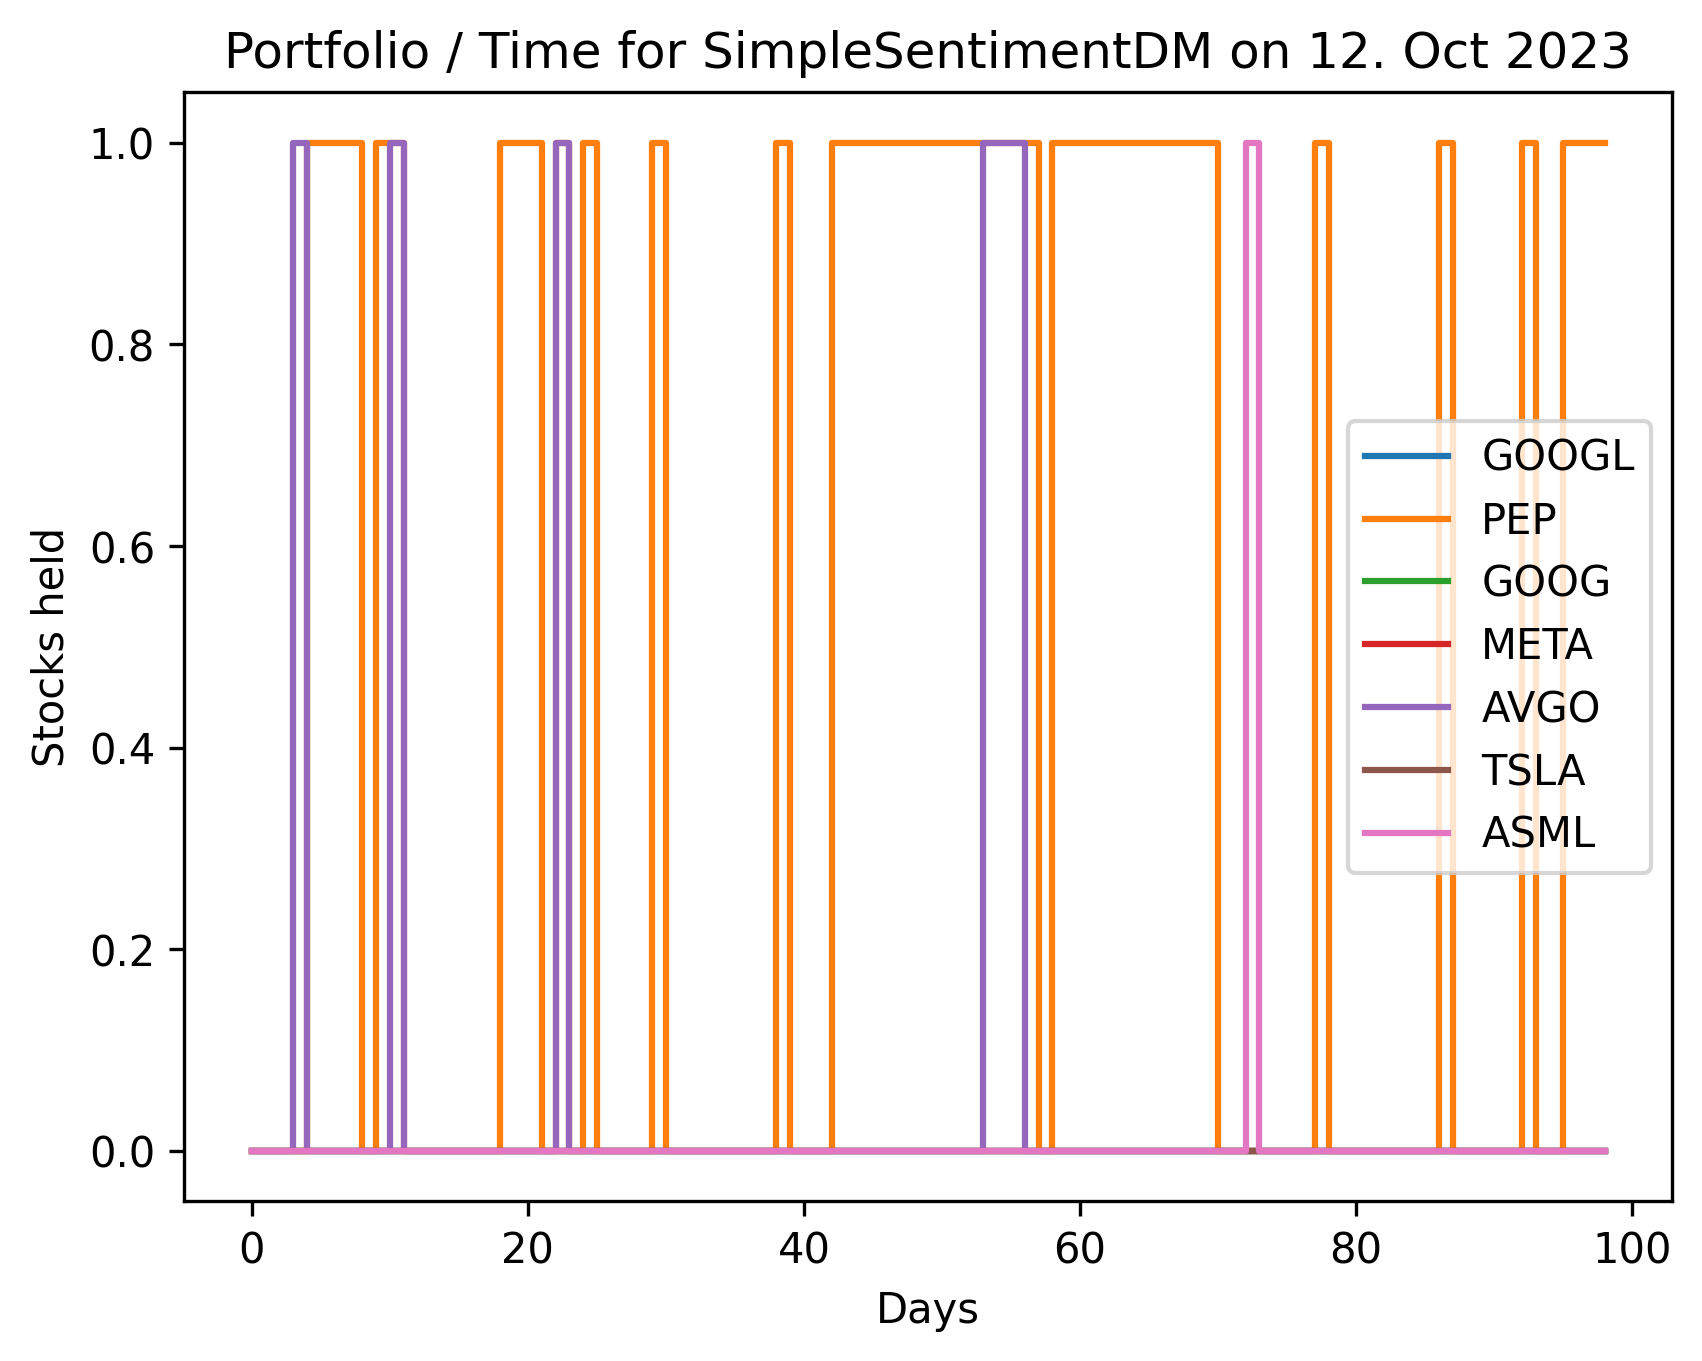 Portfolio / Time for SimpleSentimentDM on 12. Oct 2023
1.0
0.8
0.6
0.4
0.2
0.0
Stocks held
GOOGL
PEP
GOOG
META
AVGO
TSLA
ASML
0 20 40 60 80 100
Days